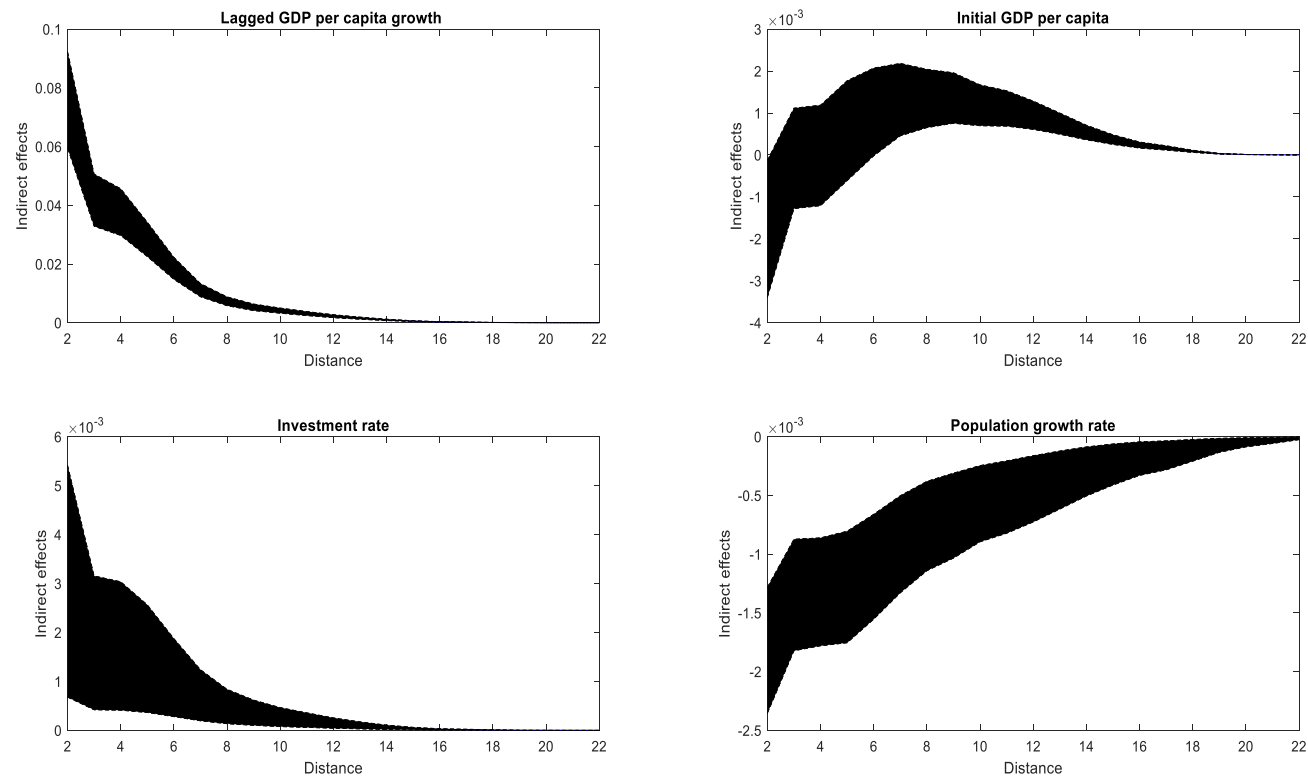 Lagged GDP per capita growth
0.1
0.08
0.06
0.04
0.02
0
Indirect effects
2 4 6 8 10 12 14 16 18 20 22
Distance
Initial GDP per capita
×10⁻³
3
2
1
0
-1
-2
-3
-4
Indirect effects
2 4 6 8 10 12 14 16 18 20 22
Distance
Investment rate
×10⁻³
6
5
4
3
2
1
0
Indirect effects
2 4 6 8 10 12 14 16 18 20 22
Distance
Population growth rate
×10⁻³
0
-0.5
-1
-1.5
-2
-2.5
Indirect effects
2 4 6 8 10 12 14 16 18 20 22
Distance